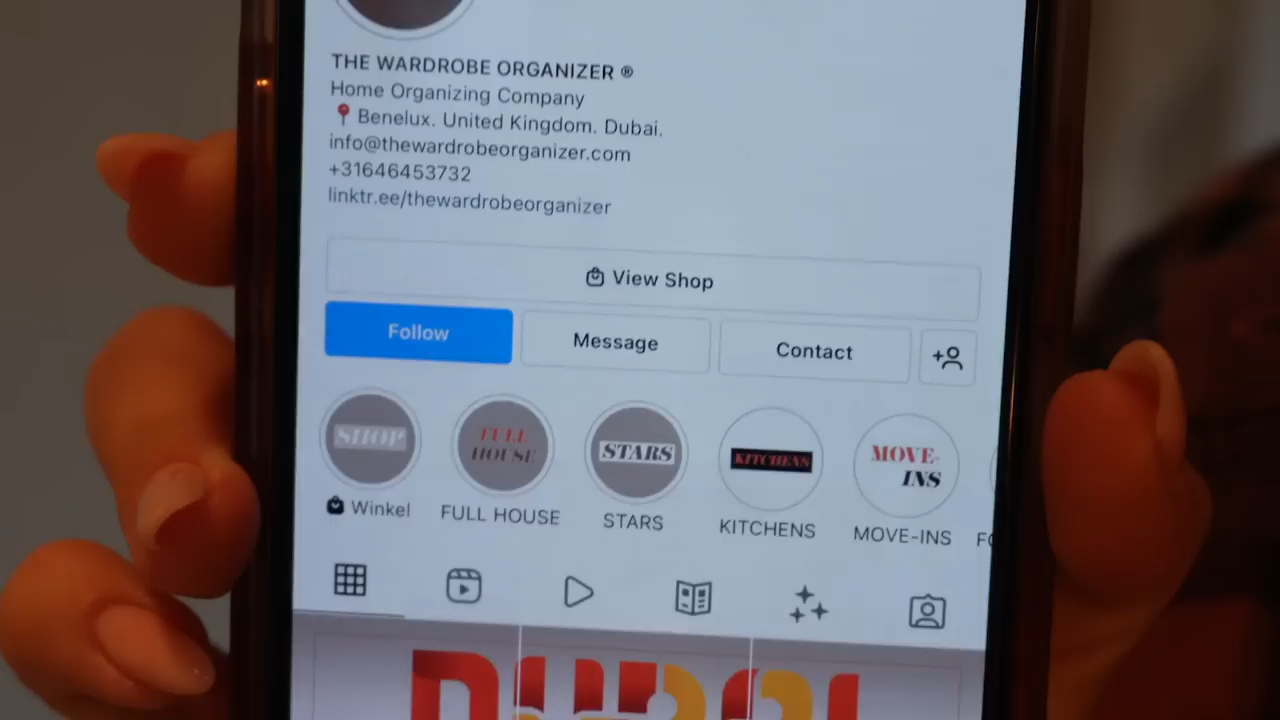 THE WARDROBE ORGANIZER ®
Home Organizing Company
📍 Benelux. United Kingdom. Dubai.
info@thewardrobeorganizer.com
+31646453732
linktr.ee/thewardrobeorganizer
View Shop
Follow
Message
Contact
SHOP
FULL
HOUSE
STARS
KITCHENS
MOVE-
INS
Winkel
FULL HOUSE
STARS
KITCHENS
MOVE-INS
DUBAI